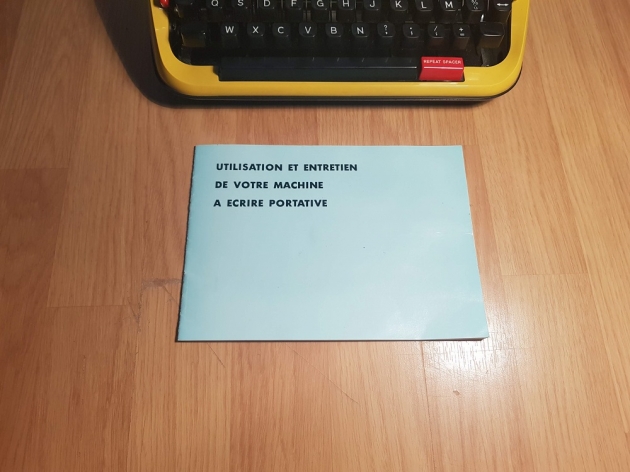 Q S D F G H J K L M %
W X C V B N ? . / ±
REPEAT SPACER
UTILISATION ET ENTRETIEN
DE VOTRE MACHINE
A ECRIRE PORTATIVE